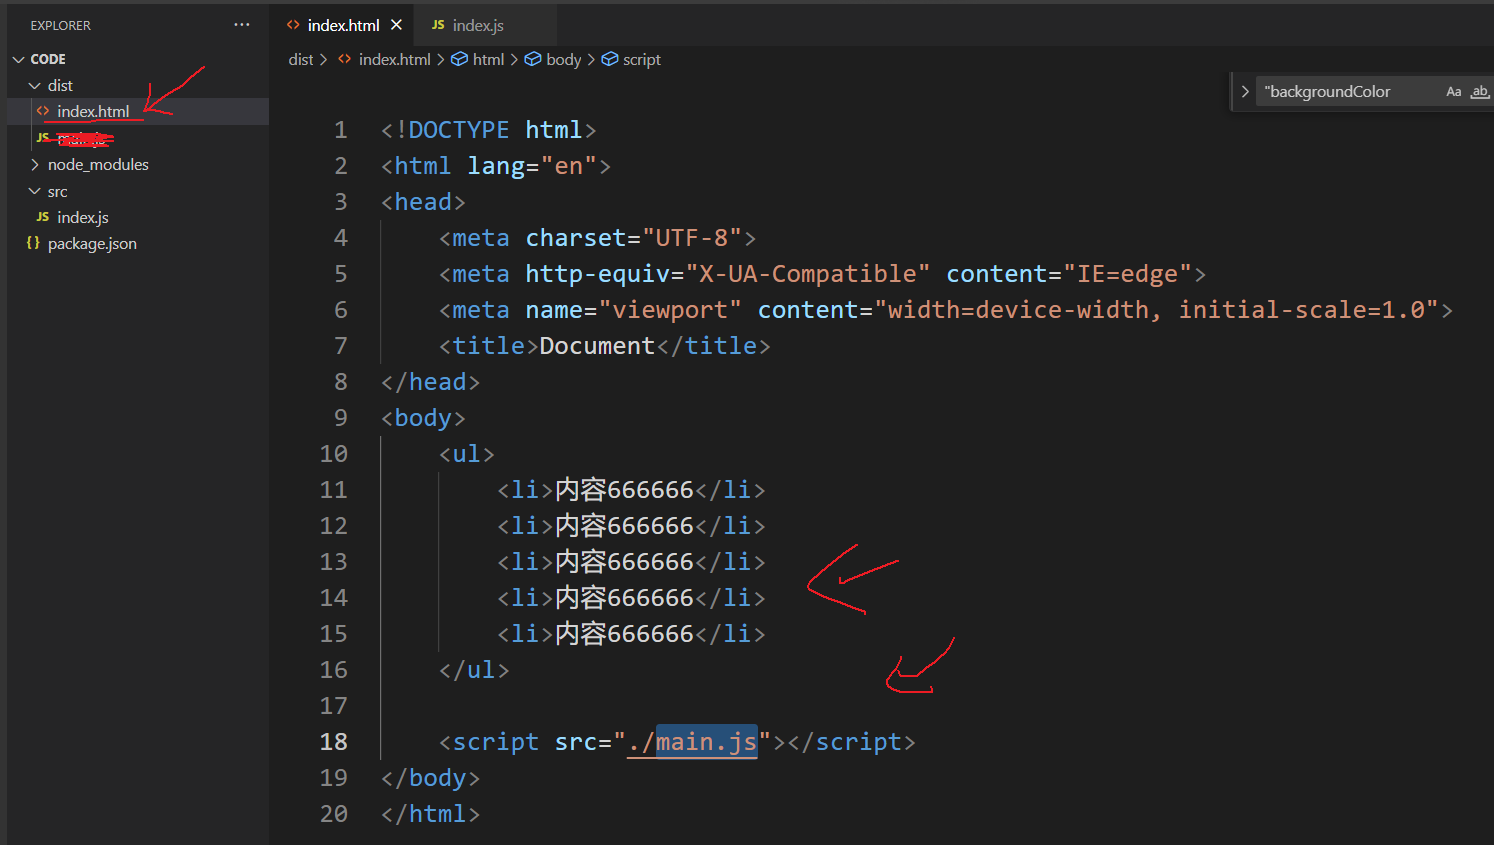 EXPLORER ···
<> index.html ×
JS index.js
CODE
dist
<> index.html
JS
node_modules
src
JS index.js
{} package.json
dist > <> index.html > html > body > script
"backgroundColor Aa ab
1 <!DOCTYPE html>
2 <html lang="en">
3 <head>
4 <meta charset="UTF-8">
5 <meta http-equiv="X-UA-Compatible" content="IE=edge">
6 <meta name="viewport" content="width=device-width, initial-scale=1.0">
7 <title>Document</title>
8 </head>
9 <body>
10 <ul>
11 <li>内容666666</li>
12 <li>内容666666</li>
13 <li>内容666666</li>
14 <li>内容666666</li>
15 <li>内容666666</li>
16 </ul>
17
18 <script src="./main.js"></script>
19 </body>
20 </html>